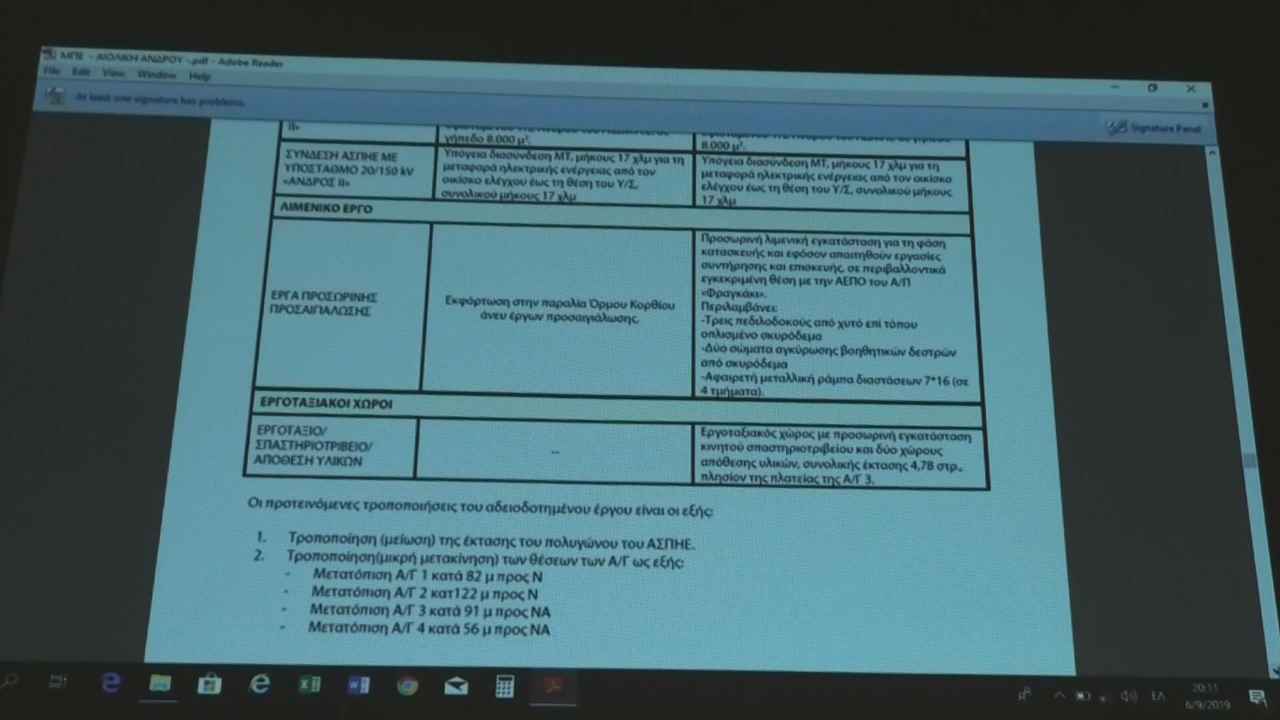 ΜΠΕ - ΑΙΟΛΙΚΗ ΑΝΔΡΟΥ -.pdf - Adobe Reader
File Edit View Window Help
At least one signature has problems.
Signature Panel
ΙΙ»
γήπεδο 8.000 μ².
8.000 μ².
ΣΥΝΔΕΣΗ ΑΣΠΗΕ ΜΕ
ΥΠΟΣΤΑΘΜΟ 20/150 kV
«ΑΝΔΡΟΣ ΙΙ»
Υπόγεια διασύνδεση ΜΤ, μήκους 17 χλμ για τη
μεταφορά ηλεκτρικής ενέργειας από τον
οικίσκο ελέγχου έως τη θέση του Υ/Σ,
συνολικού μήκους 17 χλμ
Υπόγεια διασύνδεση ΜΤ, μήκους 17 χλμ για τη
μεταφορά ηλεκτρικής ενέργειας από τον οικίσκο
ελέγχου έως τη θέση του Υ/Σ, συνολικού μήκους
17 χλμ
ΛΙΜΕΝΙΚΟ ΕΡΓΟ
ΕΡΓΑ ΠΡΟΣΩΡΙΝΗΣ
ΠΡΟΣΑΙΓΙΑΛΩΣΗΣ
Εκφόρτωση στην παραλία Όρμου Κορθίου
άνευ έργων προσαιγιάλωσης.
Προσωρινή λιμενική εγκατάσταση για τη φάση
κατασκευής και εφόσον απαιτηθούν εργασίες
συντήρησης και επισκευής, σε περιβαλλοντικά
εγκεκριμένη θέση με την ΑΕΠΟ του Α/Π
«Φραγκάκι».
Περιλαμβάνει:
-Τρεις πεδιλοδοκούς από χυτό επί τόπου
οπλισμένο σκυρόδεμα
-Δύο σώματα αγκύρωσης βοηθητικών δεστρών
από σκυρόδεμα
-Αφαιρετή μεταλλική ράμπα διαστάσεων 7*16 (σε
4 τμήματα).
ΕΡΓΟΤΑΞΙΑΚΟΙ ΧΩΡΟΙ
ΕΡΓΟΤΑΞΙΟ/
ΣΠΑΣΤΗΡΙΟΤΡΙΒΕΙΟ/
ΑΠΟΘΕΣΗ ΥΛΙΚΩΝ
--
Εργοταξιακός χώρος με προσωρινή εγκατάσταση
κινητού σπαστηριοτριβείου και δύο χώρους
απόθεσης υλικών, συνολικής έκτασης 4,78 στρ.,
πλησίον της πλατείας της Α/Γ 3.
Οι προτεινόμενες τροποποιήσεις του αδειοδοτημένου έργου είναι οι εξής:
1. Τροποποίηση (μείωση) της έκτασης του πολυγώνου του ΑΣΠΗΕ.
2. Τροποποίηση(μικρή μετακίνηση) των θέσεων των Α/Γ ως εξής:
- Μετατόπιση Α/Γ 1 κατά 82 μ προς Ν
- Μετατόπιση Α/Γ 2 κατ122 μ προς Ν
- Μετατόπιση Α/Γ 3 κατά 91 μ προς ΝΑ
- Μετατόπιση Α/Γ 4 κατά 56 μ προς ΝΑ
ΕΛ
20:11
6/9/2019